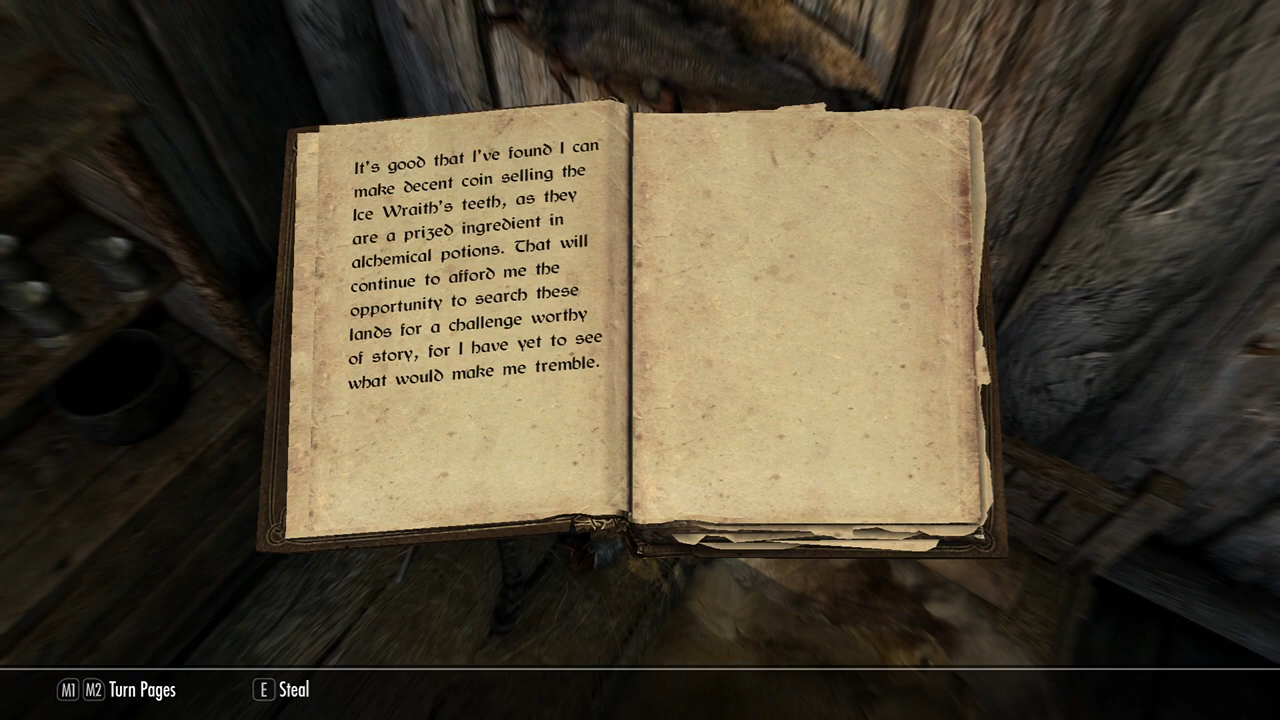 It's good that I've found I can
make decent coin selling the
Ice Wraith's teeth, as they
are a prized ingredient in
alchemical potions. That will
continue to afford me the
opportunity to search these
lands for a challenge worthy
of story, for I have yet to see
what would make me tremble.
M1 M2 Turn Pages
E Steal